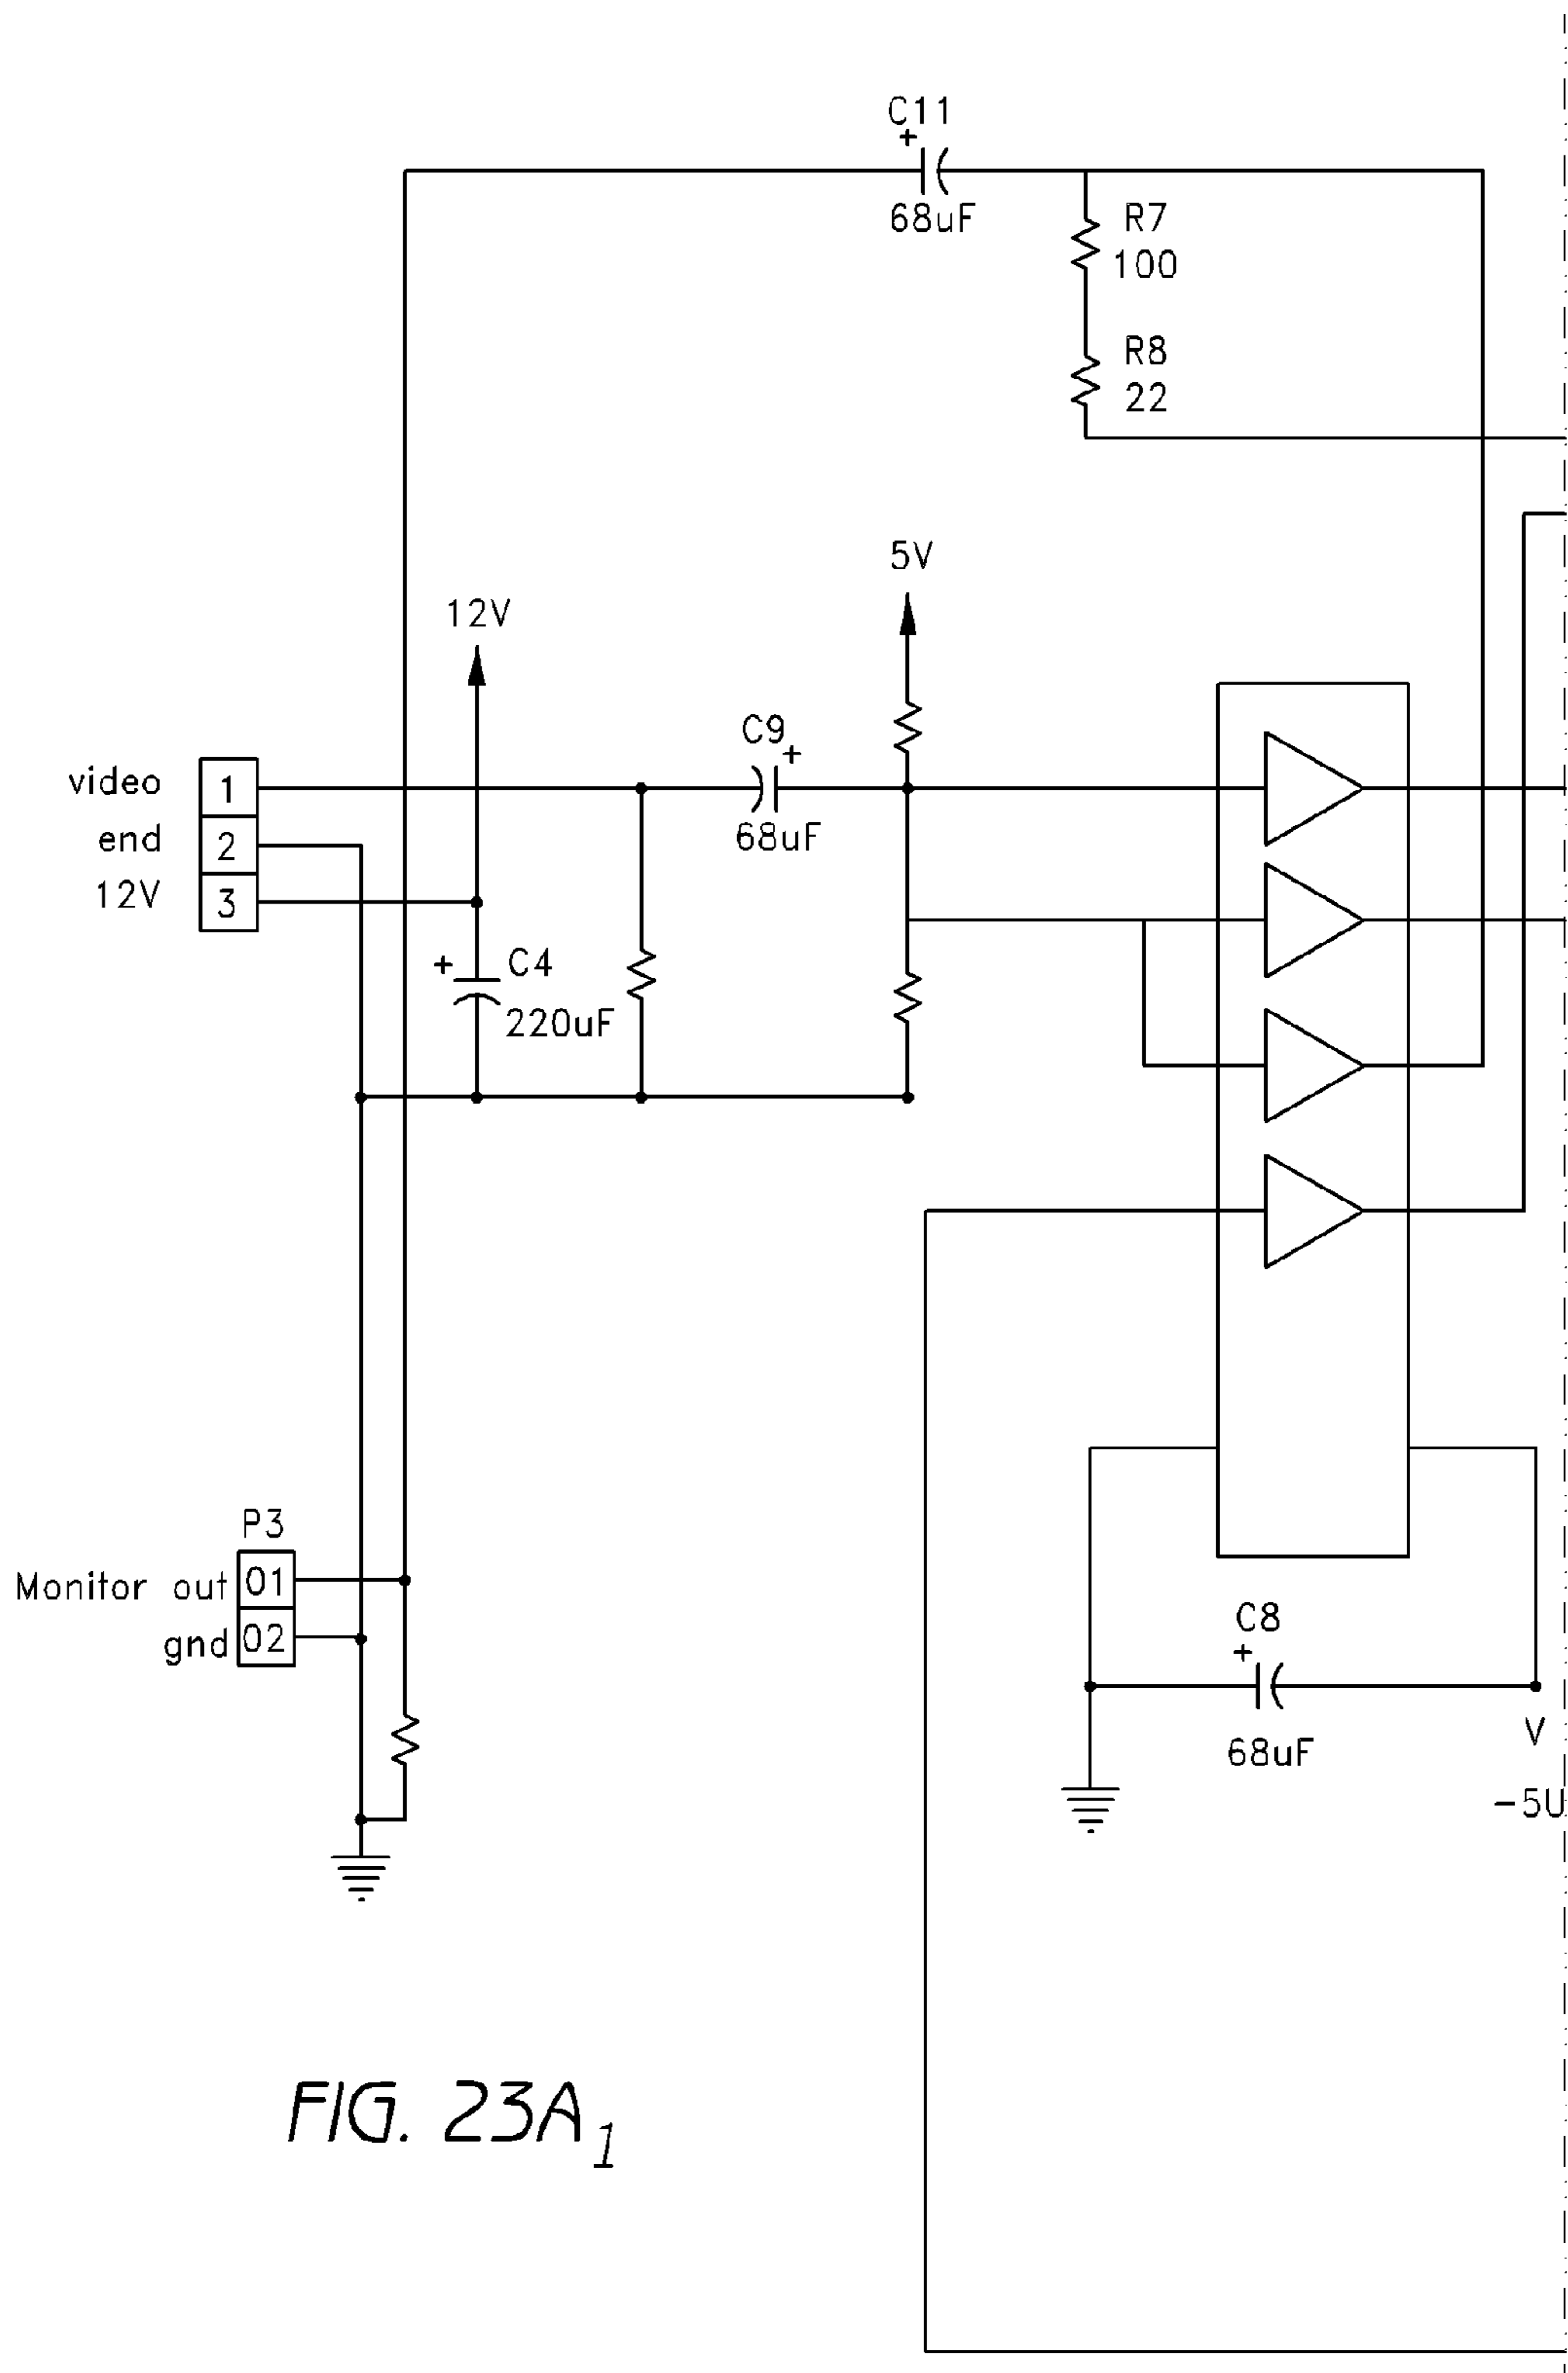 C11
+
68uF
R7
100
R8
22
5V
12V
C9
+
68uF
video 1
end 2
12V 3
+ C4
220uF
P3
Monitor out 01
gnd 02
C8
+
68uF
V
-5U
FIG. 23A1